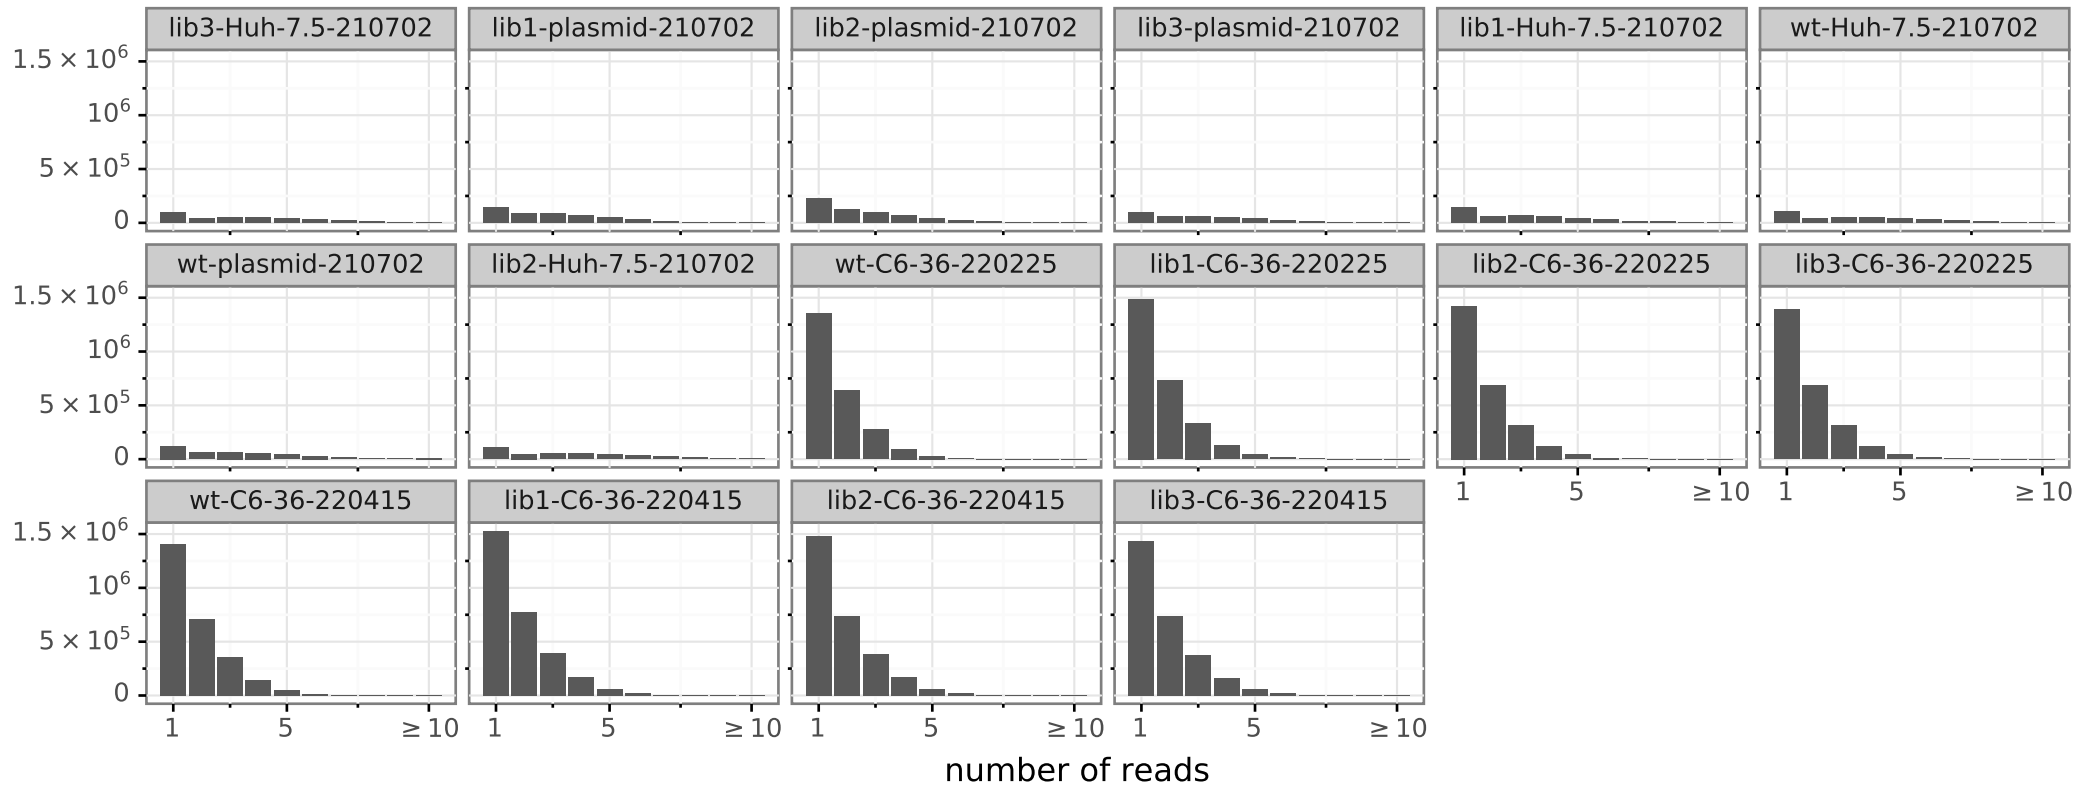 lib3-Huh-7.5-210702 lib1-plasmid-210702 lib2-plasmid-210702 lib3-plasmid-210702 lib1-Huh-7.5-210702 wt-Huh-7.5-210702
1.5 × 10⁶
10⁶
5 × 10⁵
0
wt-plasmid-210702 lib2-Huh-7.5-210702 wt-C6-36-220225 lib1-C6-36-220225 lib2-C6-36-220225 lib3-C6-36-220225
1.5 × 10⁶
10⁶
5 × 10⁵
0
1 5 ≥ 10 1 5 ≥ 10
wt-C6-36-220415 lib1-C6-36-220415 lib2-C6-36-220415 lib3-C6-36-220415
1.5 × 10⁶
10⁶
5 × 10⁵
0
1 5 ≥ 10 1 5 ≥ 10 1 5 ≥ 10 1 5 ≥ 10
number of reads